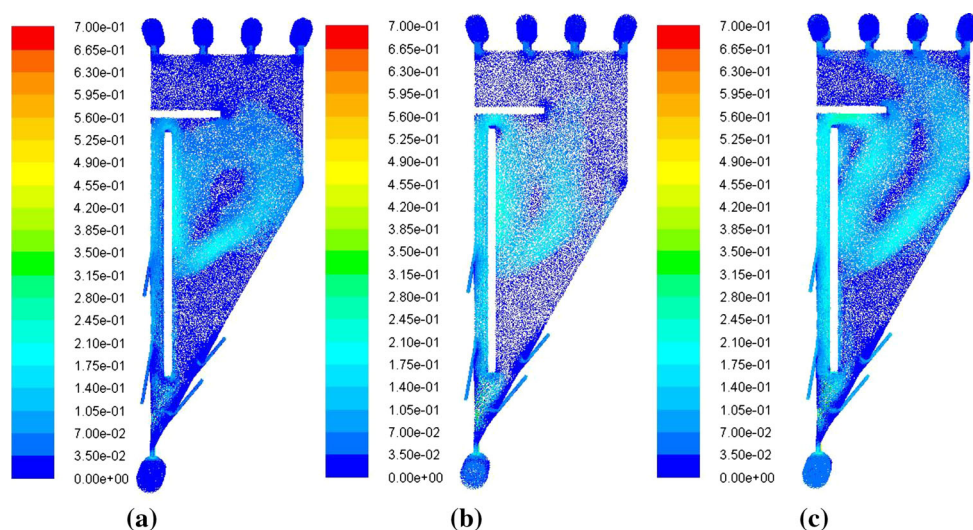 7.00e-01
6.65e-01
6.30e-01
5.95e-01
5.60e-01
5.25e-01
4.90e-01
4.55e-01
4.20e-01
3.85e-01
3.50e-01
3.15e-01
2.80e-01
2.45e-01
2.10e-01
1.75e-01
1.40e-01
1.05e-01
7.00e-02
3.50e-02
0.00e+00
(a)
7.00e-01
6.65e-01
6.30e-01
5.95e-01
5.60e-01
5.25e-01
4.90e-01
4.55e-01
4.20e-01
3.85e-01
3.50e-01
3.15e-01
2.80e-01
2.45e-01
2.10e-01
1.75e-01
1.40e-01
1.05e-01
7.00e-02
3.50e-02
0.00e+00
(b)
7.00e-01
6.65e-01
6.30e-01
5.95e-01
5.60e-01
5.25e-01
4.90e-01
4.55e-01
4.20e-01
3.85e-01
3.50e-01
3.15e-01
2.80e-01
2.45e-01
2.10e-01
1.75e-01
1.40e-01
1.05e-01
7.00e-02
3.50e-02
0.00e+00
(c)